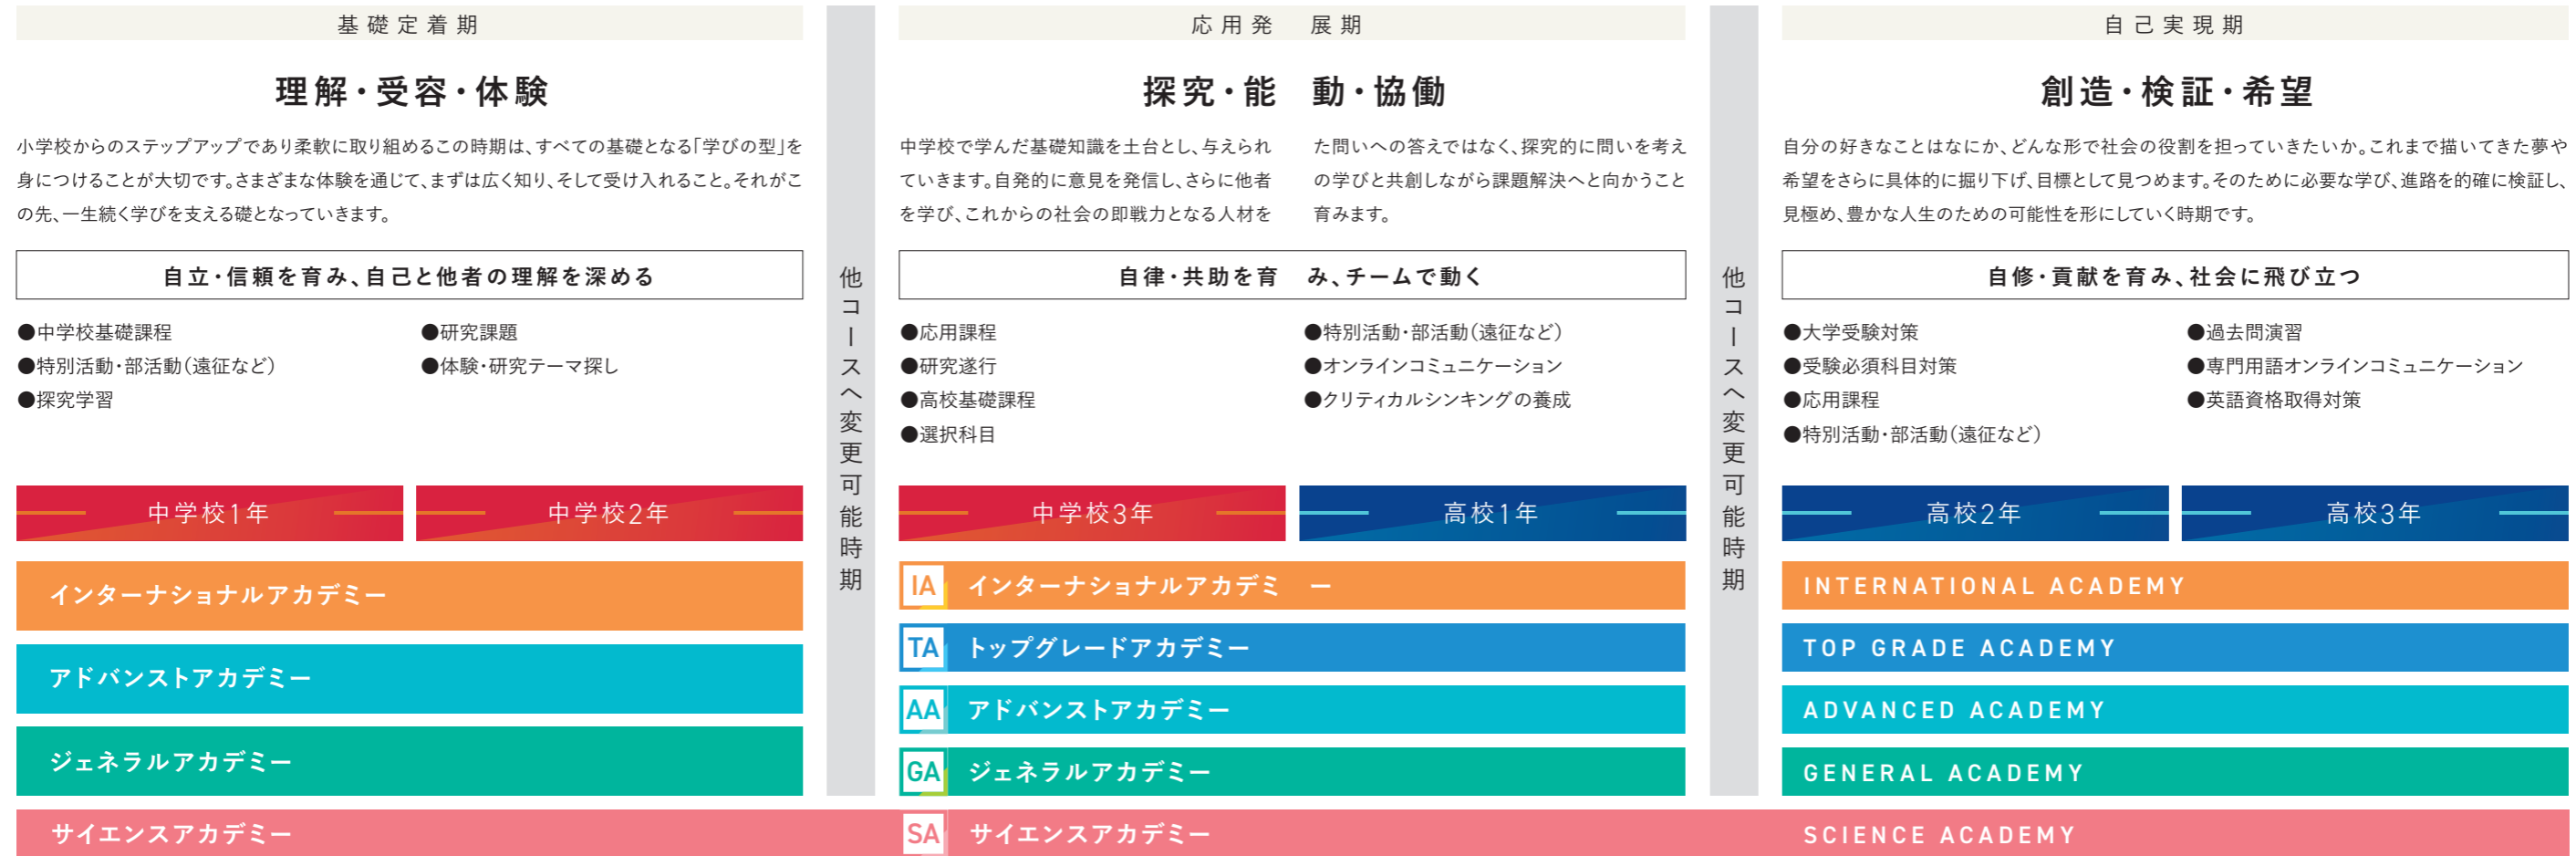 基礎定着期
理解・受容・体験
小学校からのステップアップであり柔軟に取り組めるこの時期は、すべての基礎となる「学びの型」を
身につけることが大切です。さまざまな体験を通じて、まずは広く知り、そして受け入れること。それがこ
の先、一生続く学びを支える礎となっていきます。
自立・信頼を育み、自己と他者の理解を深める
●中学校基礎課程
●特別活動・部活動（遠征など）
●探究学習
●研究課題
●体験・研究テーマ探し
中学校1年
中学校2年
インターナショナルアカデミー
アドバンストアカデミー
ジェネラルアカデミー
サイエンスアカデミー
他コースへ変更可能時期
応用発 展期
探究・能 動・協働
中学校で学んだ基礎知識を土台とし、与えられ た問いへの答えではなく、探究的に問いを考え
ていきます。自発的に意見を発信し、さらに他者 の学びと共創しながら課題解決へと向かうこと
を学び、これからの社会の即戦力となる人材を 育みます。
自律・共助を育 み、チームで動く
●応用課程
●研究遂行
●高校基礎課程
●選択科目
●特別活動・部活動（遠征など）
●オンラインコミュニケーション
●クリティカルシンキングの養成
中学校3年
高校1年
IA インターナショナルアカデミ ー
TA トップグレードアカデミー
AA アドバンストアカデミー
GA ジェネラルアカデミー
SA サイエンスアカデミー
他コースへ変更可能時期
自己実現期
創造・検証・希望
自分の好きなことはなにか、どんな形で社会の役割を担っていきたいか。これまで描いてきた夢や
希望をさらに具体的に掘り下げ、目標として見つめます。そのために必要な学び、進路を的確に検証し、
見極め、豊かな人生のための可能性を形にしていく時期です。
自修・貢献を育み、社会に飛び立つ
●大学受験対策
●受験必須科目対策
●応用課程
●特別活動・部活動（遠征など）
●過去問演習
●専門用語オンラインコミュニケーション
●英語資格取得対策
高校2年
高校3年
INTERNATIONAL ACADEMY
TOP GRADE ACADEMY
ADVANCED ACADEMY
GENERAL ACADEMY
SCIENCE ACADEMY